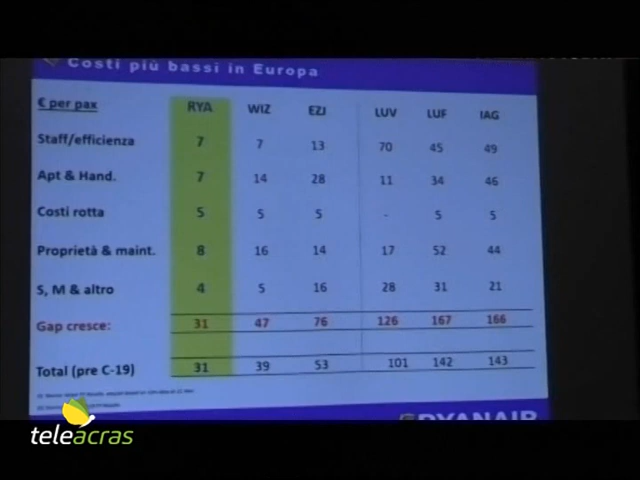 Costi più bassi in Europa
€ per pax RYA WIZ EZJ LUV LUF IAG
Staff/efficienza 7 7 13 70 45 49
Apt & Hand. 7 14 28 11 34 46
Costi rotta 5 5 5 - 5 5
Proprietà & maint. 8 16 14 17 52 44
S, M & altro 4 5 16 28 31 21
Gap cresce: 31 47 76 126 167 166
Total (pre C-19) 31 39 53 101 142 143
RYANAIR
teleacras